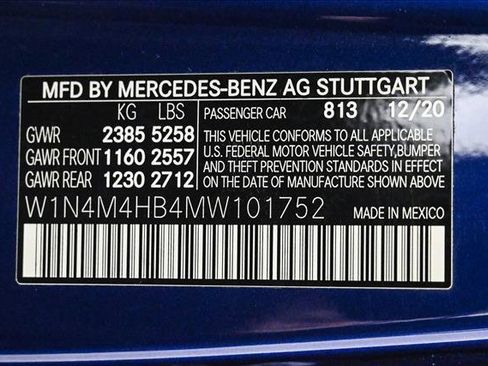 MFD BY MERCEDES-BENZ AG STUTTGART
KG LBS PASSENGER CAR 813 12/20
GVWR 2385 5258 THIS VEHICLE CONFORMS TO ALL APPLICABLE
GAWR FRONT 1160 2557 U.S. FEDERAL MOTOR VEHICLE SAFETY, BUMPER
GAWR REAR 1230 2712 AND THEFT PREVENTION STANDARDS IN EFFECT
ON THE DATE OF MANUFACTURE SHOWN ABOVE
W1N4M4HB4MW101752 MADE IN MEXICO